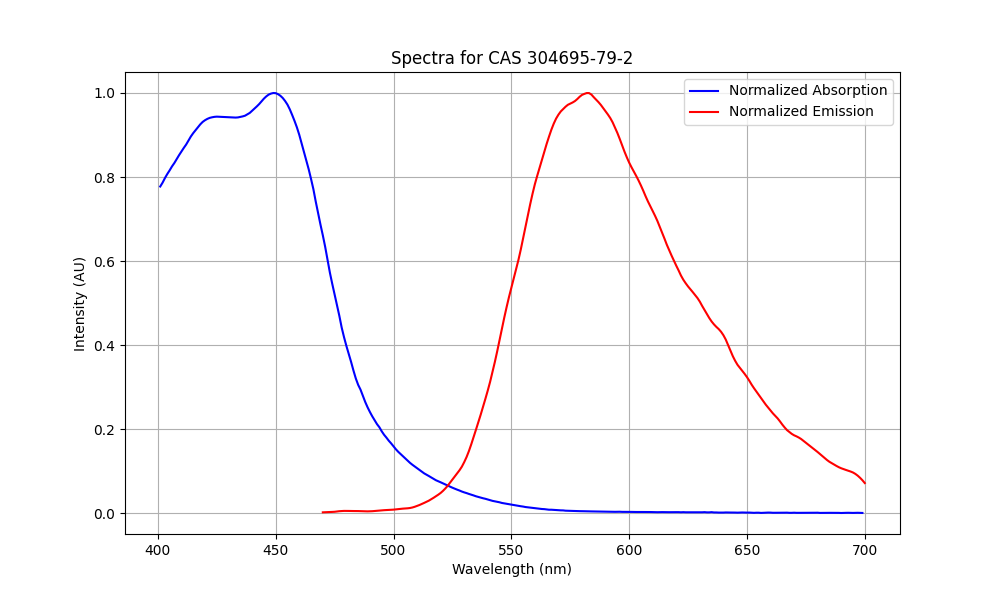 Spectra for CAS 304695-79-2
Normalized Absorption
Normalized Emission
Intensity (AU)
1.0
0.8
0.6
0.4
0.2
0.0
400 450 500 550 600 650 700
Wavelength (nm)